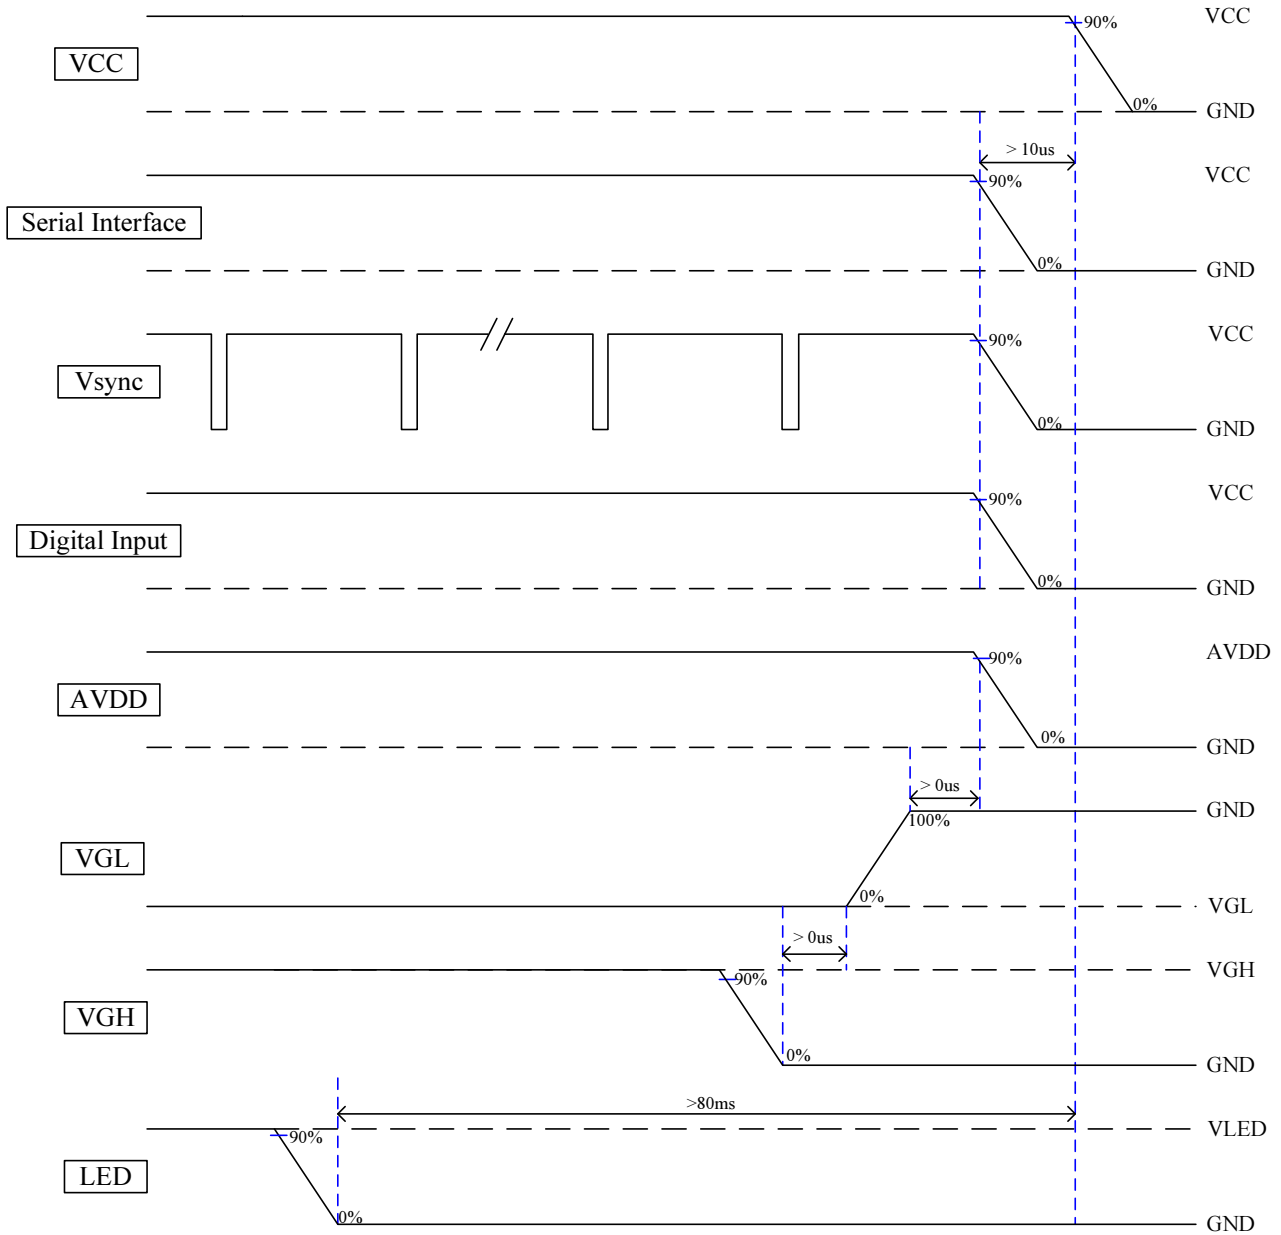 VCC
90%
VCC
0%
GND
> 10us
VCC
90%
Serial Interface
0%
GND
VCC
90%
Vsync
0%
GND
VCC
90%
Digital Input
0%
GND
AVDD
90%
AVDD
0%
GND
> 0us
GND
100%
VGL
0%
VGL
> 0us
VGH
90%
VGH
0%
GND
>80ms
VLED
90%
LED
0%
GND